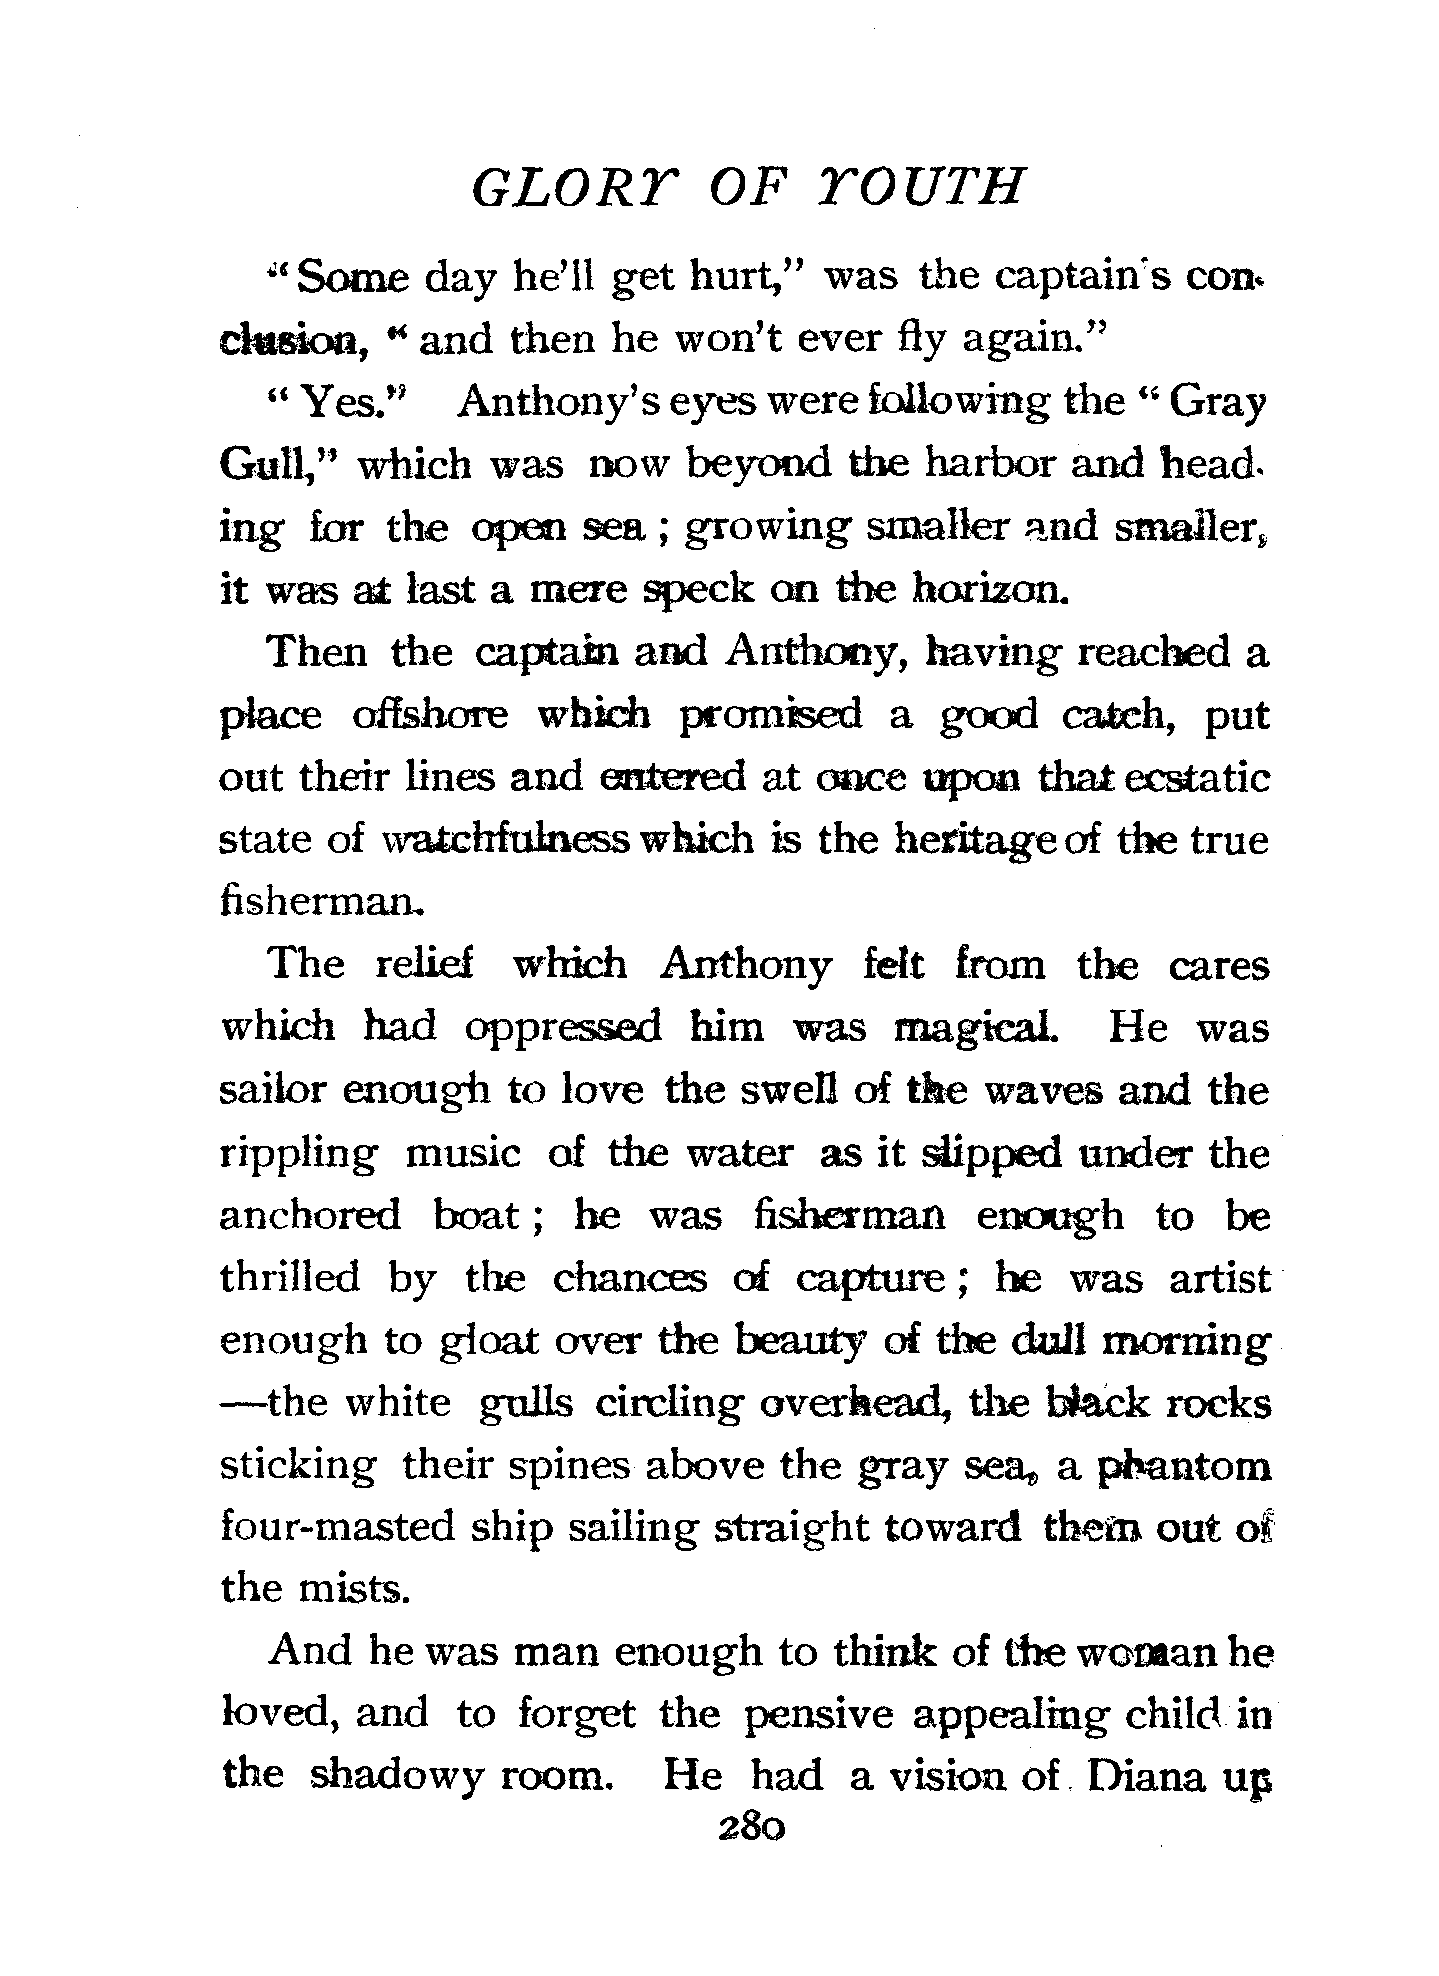 GLORY OF YOUTH
“Some day he’ll get hurt,” was the captain’s con-
clusion, “and then he won’t ever fly again.”
“Yes.” Anthony’s eyes were following the “Gray
Gull,” which was now beyond the harbor and head-
ing for the open sea; growing smaller and smaller,
it was at last a mere speck on the horizon.
Then the captain and Anthony, having reached a
place offshore which promised a good catch, put
out their lines and entered at once upon that ecstatic
state of watchfulness which is the heritage of the true
fisherman.
The relief which Anthony felt from the cares
which had oppressed him was magical. He was
sailor enough to love the swell of the waves and the
rippling music of the water as it slipped under the
anchored boat; he was fisherman enough to be
thrilled by the chances of capture; he was artist
enough to gloat over the beauty of the dull morning
—the white gulls circling overhead, the black rocks
sticking their spines above the gray sea, a phantom
four-masted ship sailing straight toward them out of
the mists.
And he was man enough to think of the woman he
loved, and to forget the pensive appealing child in
the shadowy room. He had a vision of Diana up
280